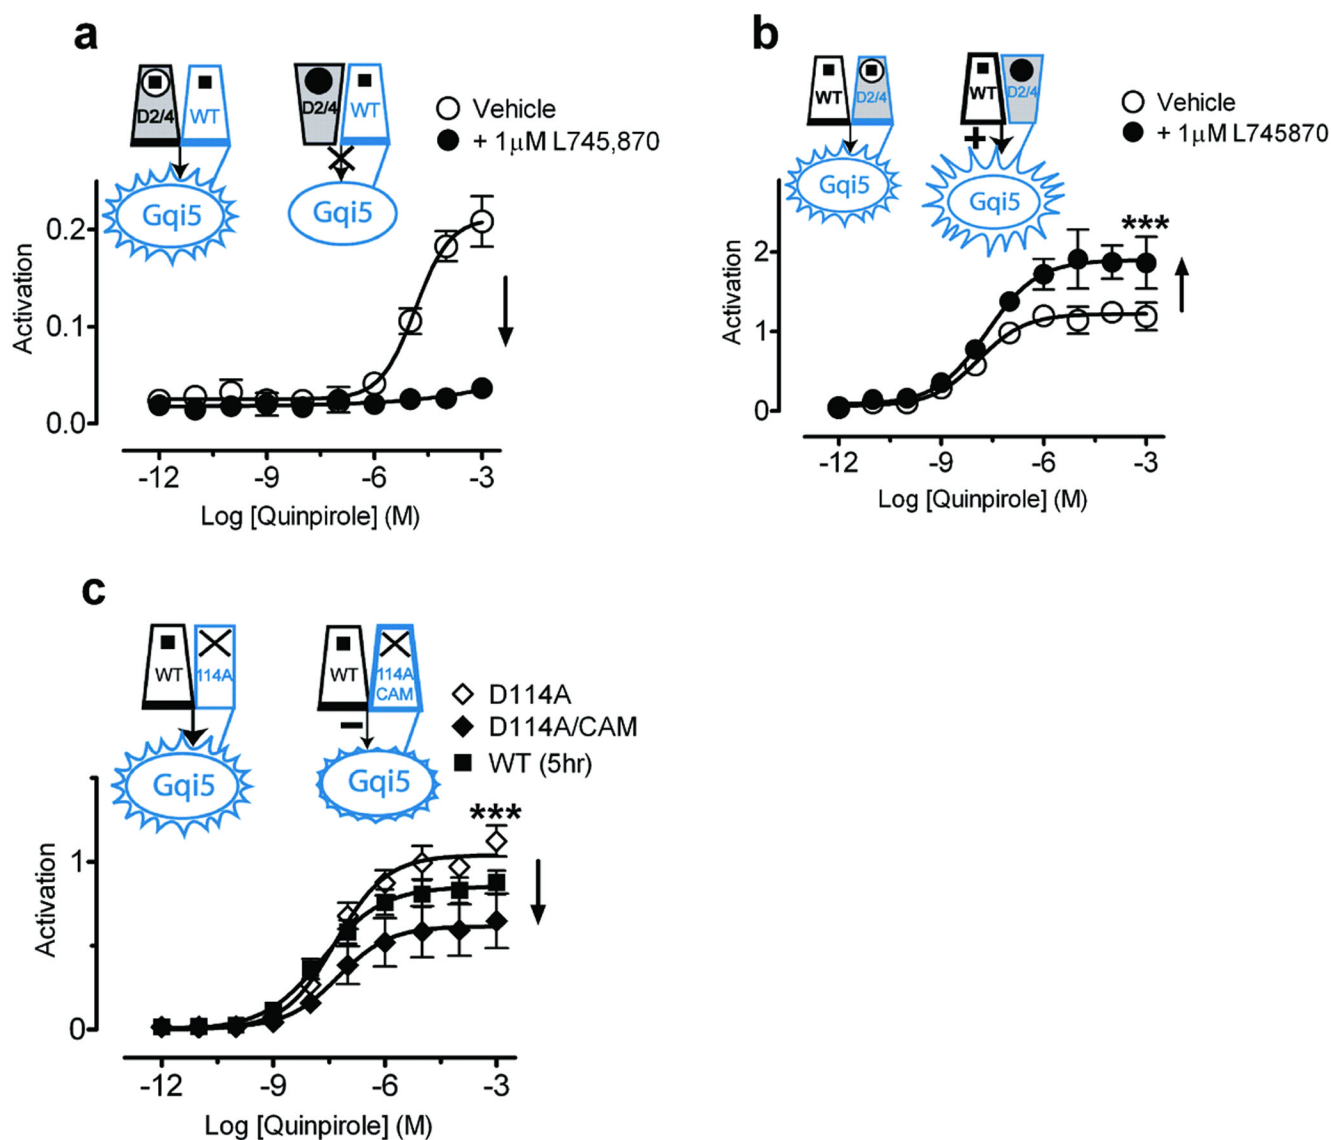 a
D2/4 WT D2/4 WT
Vehicle
+ 1µM L745,870
Gqi5 Gqi5
0.2
0.1
0.0
Activation
-12 -9 -6 -3
Log [Quinpirole] (M)
b
WT D2/4 WT D2/4
Vehicle
+ 1µM L745870
+
Gqi5 Gqi5
***
2
1
0
Activation
-12 -9 -6 -3
Log [Quinpirole] (M)
c
WT 114A WT 114A
CAM
D114A
D114A/CAM
WT (5hr)
–
Gqi5 Gqi5
***
1
0
Activation
-12 -9 -6 -3
Log [Quinpirole] (M)